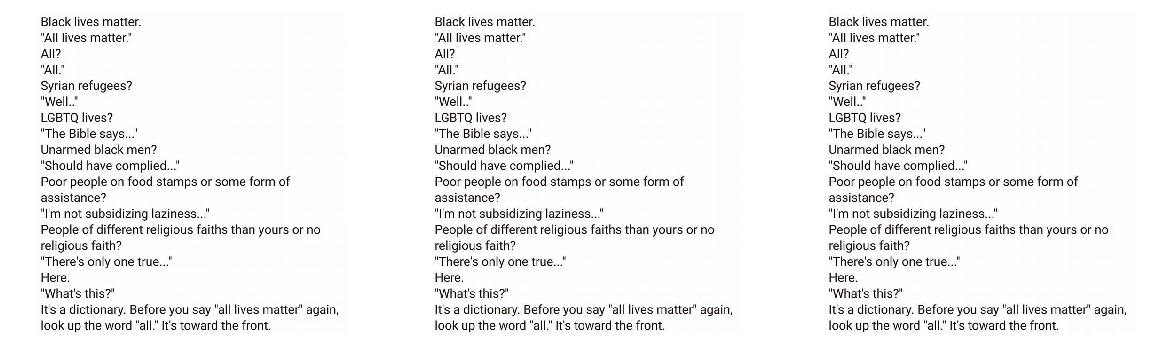 Black lives matter.
"All lives matter."
All?
"All."
Syrian refugees?
"Well.."
LGBTQ lives?
"The Bible says...'
Unarmed black men?
"Should have complied..."
Poor people on food stamps or some form of
assistance?
"I'm not subsidizing laziness..."
People of different religious faiths than yours or no
religious faith?
"There's only one true..."
Here.
"What's this?"
It's a dictionary. Before you say "all lives matter" again,
look up the word "all." It's toward the front.
Black lives matter.
"All lives matter."
All?
"All."
Syrian refugees?
"Well.."
LGBTQ lives?
"The Bible says...'
Unarmed black men?
"Should have complied..."
Poor people on food stamps or some form of
assistance?
"I'm not subsidizing laziness..."
People of different religious faiths than yours or no
religious faith?
"There's only one true..."
Here.
"What's this?"
It's a dictionary. Before you say "all lives matter" again,
look up the word "all." It's toward the front.
Black lives matter.
"All lives matter."
All?
"All."
Syrian refugees?
"Well.."
LGBTQ lives?
"The Bible says...'
Unarmed black men?
"Should have complied..."
Poor people on food stamps or some form of
assistance?
"I'm not subsidizing laziness..."
People of different religious faiths than yours or no
religious faith?
"There's only one true..."
Here.
"What's this?"
It's a dictionary. Before you say "all lives matter" again,
look up the word "all." It's toward the front.